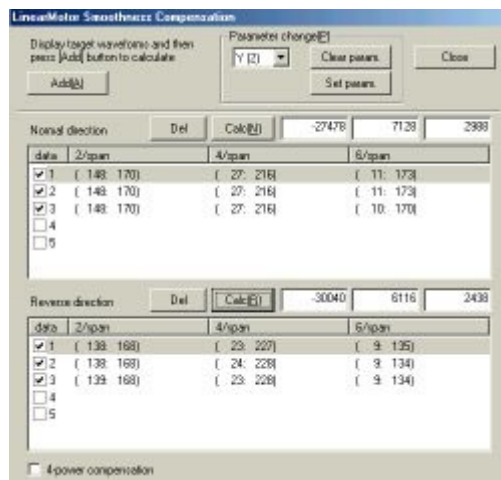 LinearMotor Smoothness Compensation
Display target waveforms and then
press [Add] button to calculate
Add[A]
Parameter change[P]
Y (2)
Clear param.
Set param.
Close
Normal direction Del Calc[N] -27478 7128 2988
data 2/span 4/span 6/span
1 ( 148: 170) ( 27: 216) ( 11: 173)
2 ( 148: 170) ( 27: 216) ( 11: 173)
3 ( 148: 170) ( 27: 216) ( 10: 170)
4
5
Reverse direction Del Calc[R] -30040 6116 2438
data 2/span 4/span 6/span
1 ( 138: 168) ( 23: 227) ( 9: 135)
2 ( 138: 168) ( 24: 228) ( 9: 134)
3 ( 139: 168) ( 23: 228) ( 9: 134)
4
5
4-power compensation